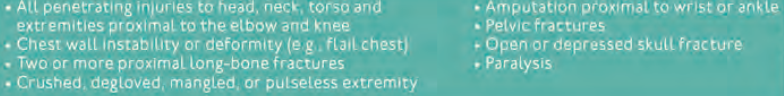 • All penetrating injuries to head, neck, torso and
extremities proximal to the elbow and knee
• Chest wall instability or deformity (e.g., flail chest)
• Two or more proximal long-bone fractures
• Crushed, degloved, mangled, or pulseless extremity
• Amputation proximal to wrist or ankle
• Pelvic fractures
• Open or depressed skull fracture
• Paralysis